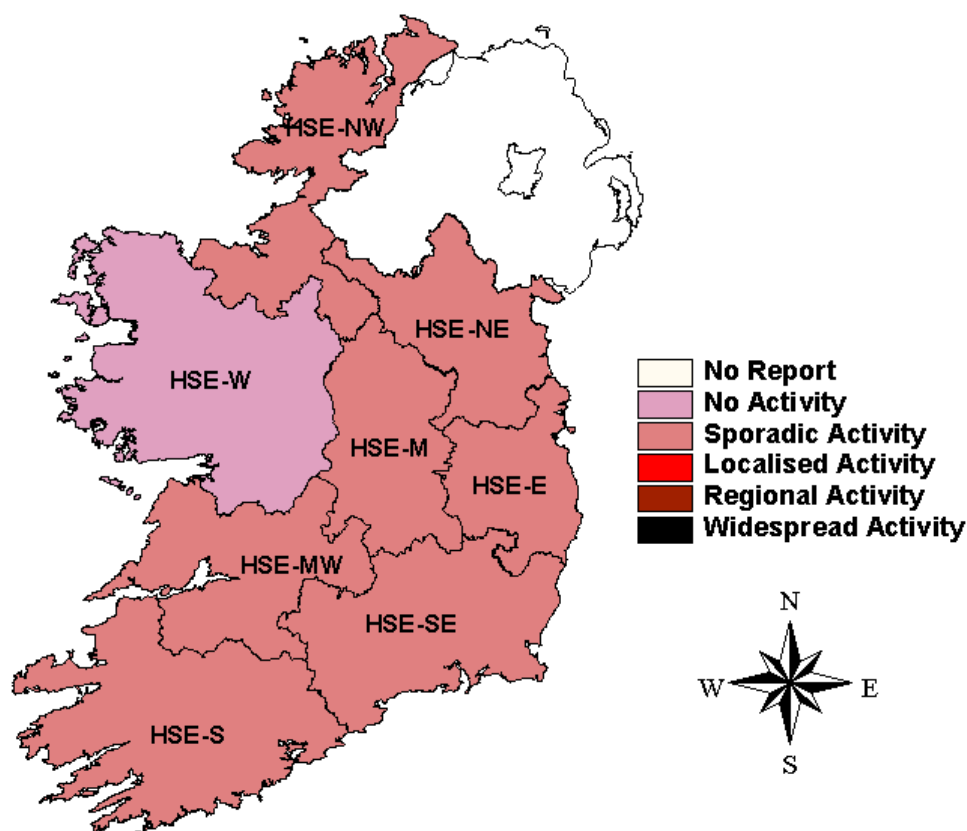 HSE-NW
HSE-NE
HSE-W
HSE-M
HSE-E
HSE-MW
HSE-SE
HSE-S
No Report
No Activity
Sporadic Activity
Localised Activity
Regional Activity
Widespread Activity
N
W
E
S